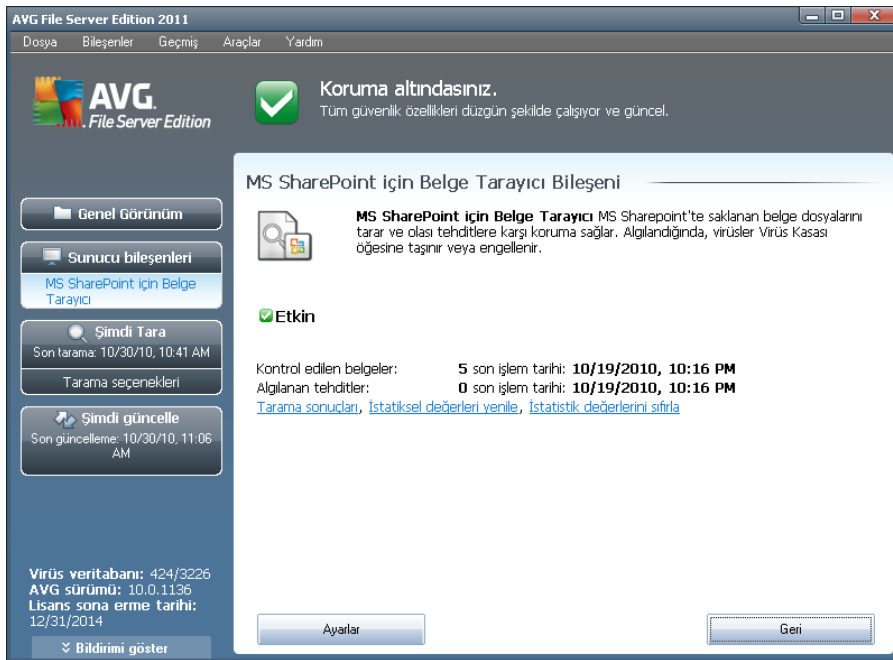 AVG File Server Edition 2011
Dosya Bileşenler Geçmiş Araçlar Yardım
AVG.
File Server Edition
Koruma altındasınız.
Tüm güvenlik özellikleri düzgün şekilde çalışıyor ve güncel.
Genel Görünüm
Sunucu bileşenleri
MS SharePoint için Belge
Tarayıcı
Şimdi Tara
Son tarama: 10/30/10, 10:41 AM
Tarama seçenekleri
Şimdi güncelle
Son güncelleme: 10/30/10, 11:06
AM
Virüs veritabanı: 424/3226
AVG sürümü: 10.0.1136
Lisans sona erme tarihi:
12/31/2014
Bildirimi göster
MS SharePoint için Belge Tarayıcı Bileşeni
MS SharePoint için Belge Tarayıcı MS Sharepoint'te saklanan belge dosyalarını
tarar ve olası tehditlere karşı koruma sağlar. Algılandığında, virüsler Virüs Kasası
öğesine taşınır veya engellenir.
Etkin
Kontrol edilen belgeler: 5 son işlem tarihi: 10/19/2010, 10:16 PM
Algılanan tehditler: 0 son işlem tarihi: 10/19/2010, 10:16 PM
Tarama sonuçları, İstatiksel değerleri yenile, İstatistik değerlerini sıfırla
Ayarlar
Geri